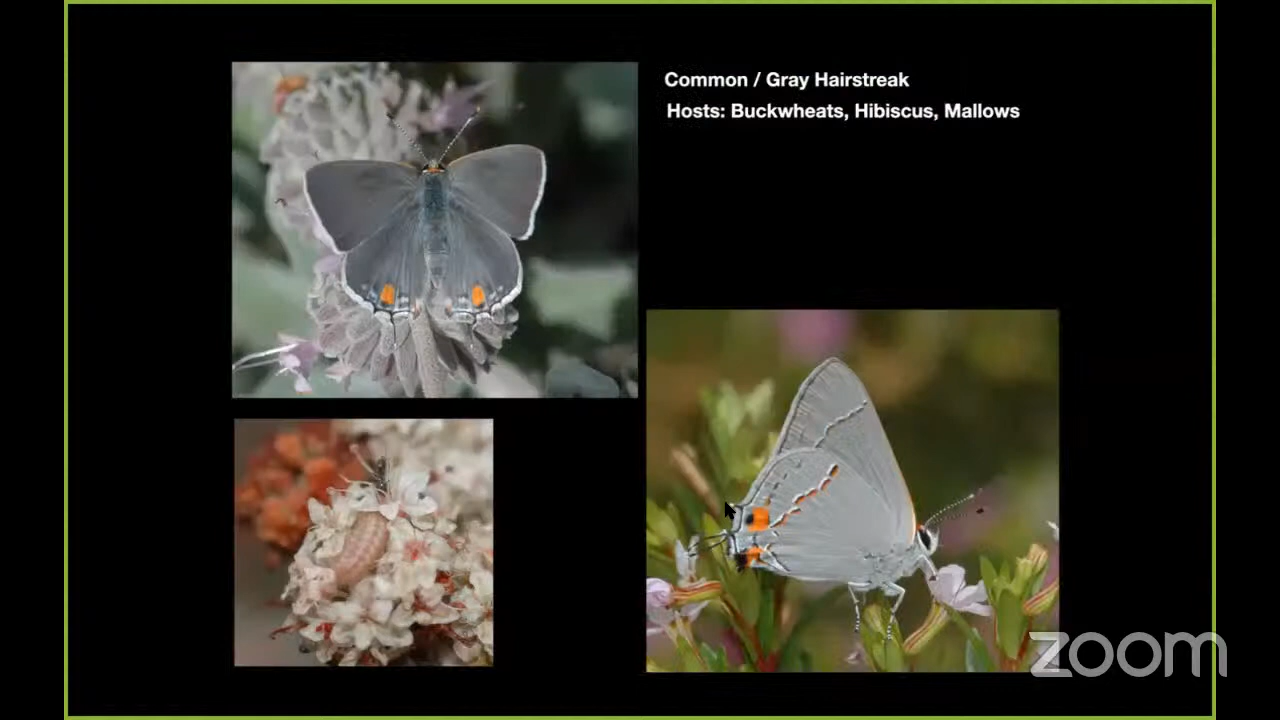 Common / Gray Hairstreak
Hosts: Buckwheats, Hibiscus, Mallows
zoom